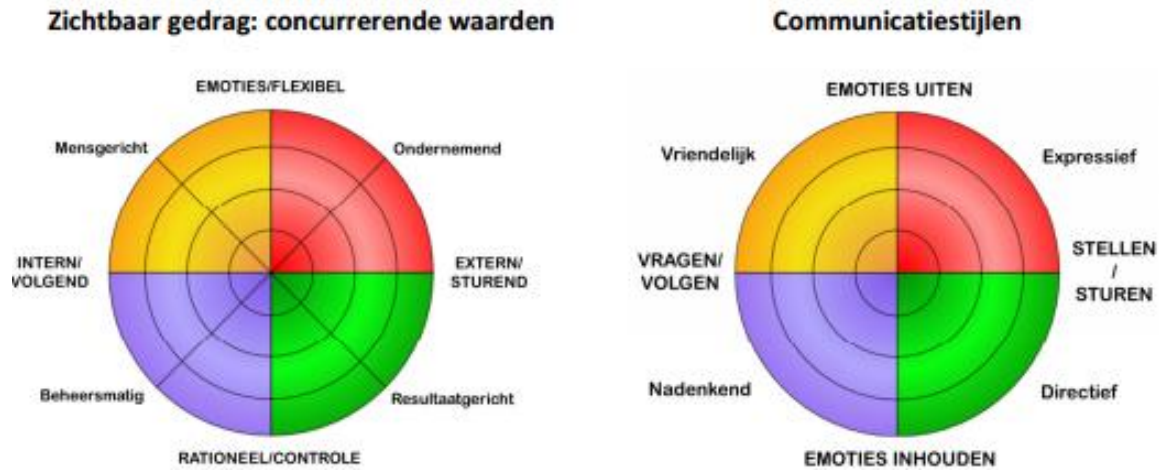 Zichtbaar gedrag: concurrerende waarden
EMOTIES/FLEXIBEL
Mensgericht
Ondernemend
INTERN/
VOLGEND
EXTERN/
STUREND
Beheersmatig
Resultaatgericht
RATIONEEL/CONTROLE
Communicatiestijlen
EMOTIES UITEN
Vriendelijk
Expressief
VRAGEN/
VOLGEN
STELLEN
/
STUREN
Nadenkend
Directief
EMOTIES INHOUDEN